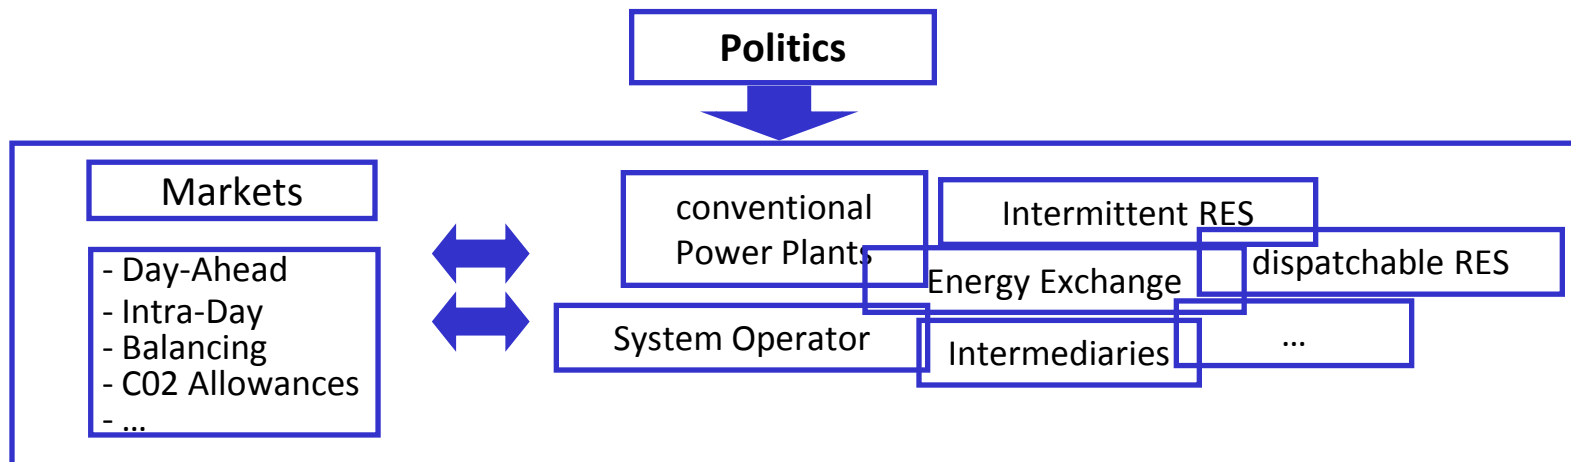 Politics
Markets
- Day-Ahead
- Intra-Day
- Balancing
- C02 Allowances
- ...
conventional
Power Plants
Intermittent RES
dispatchable RES
Energy Exchange
System Operator
Intermediaries
...